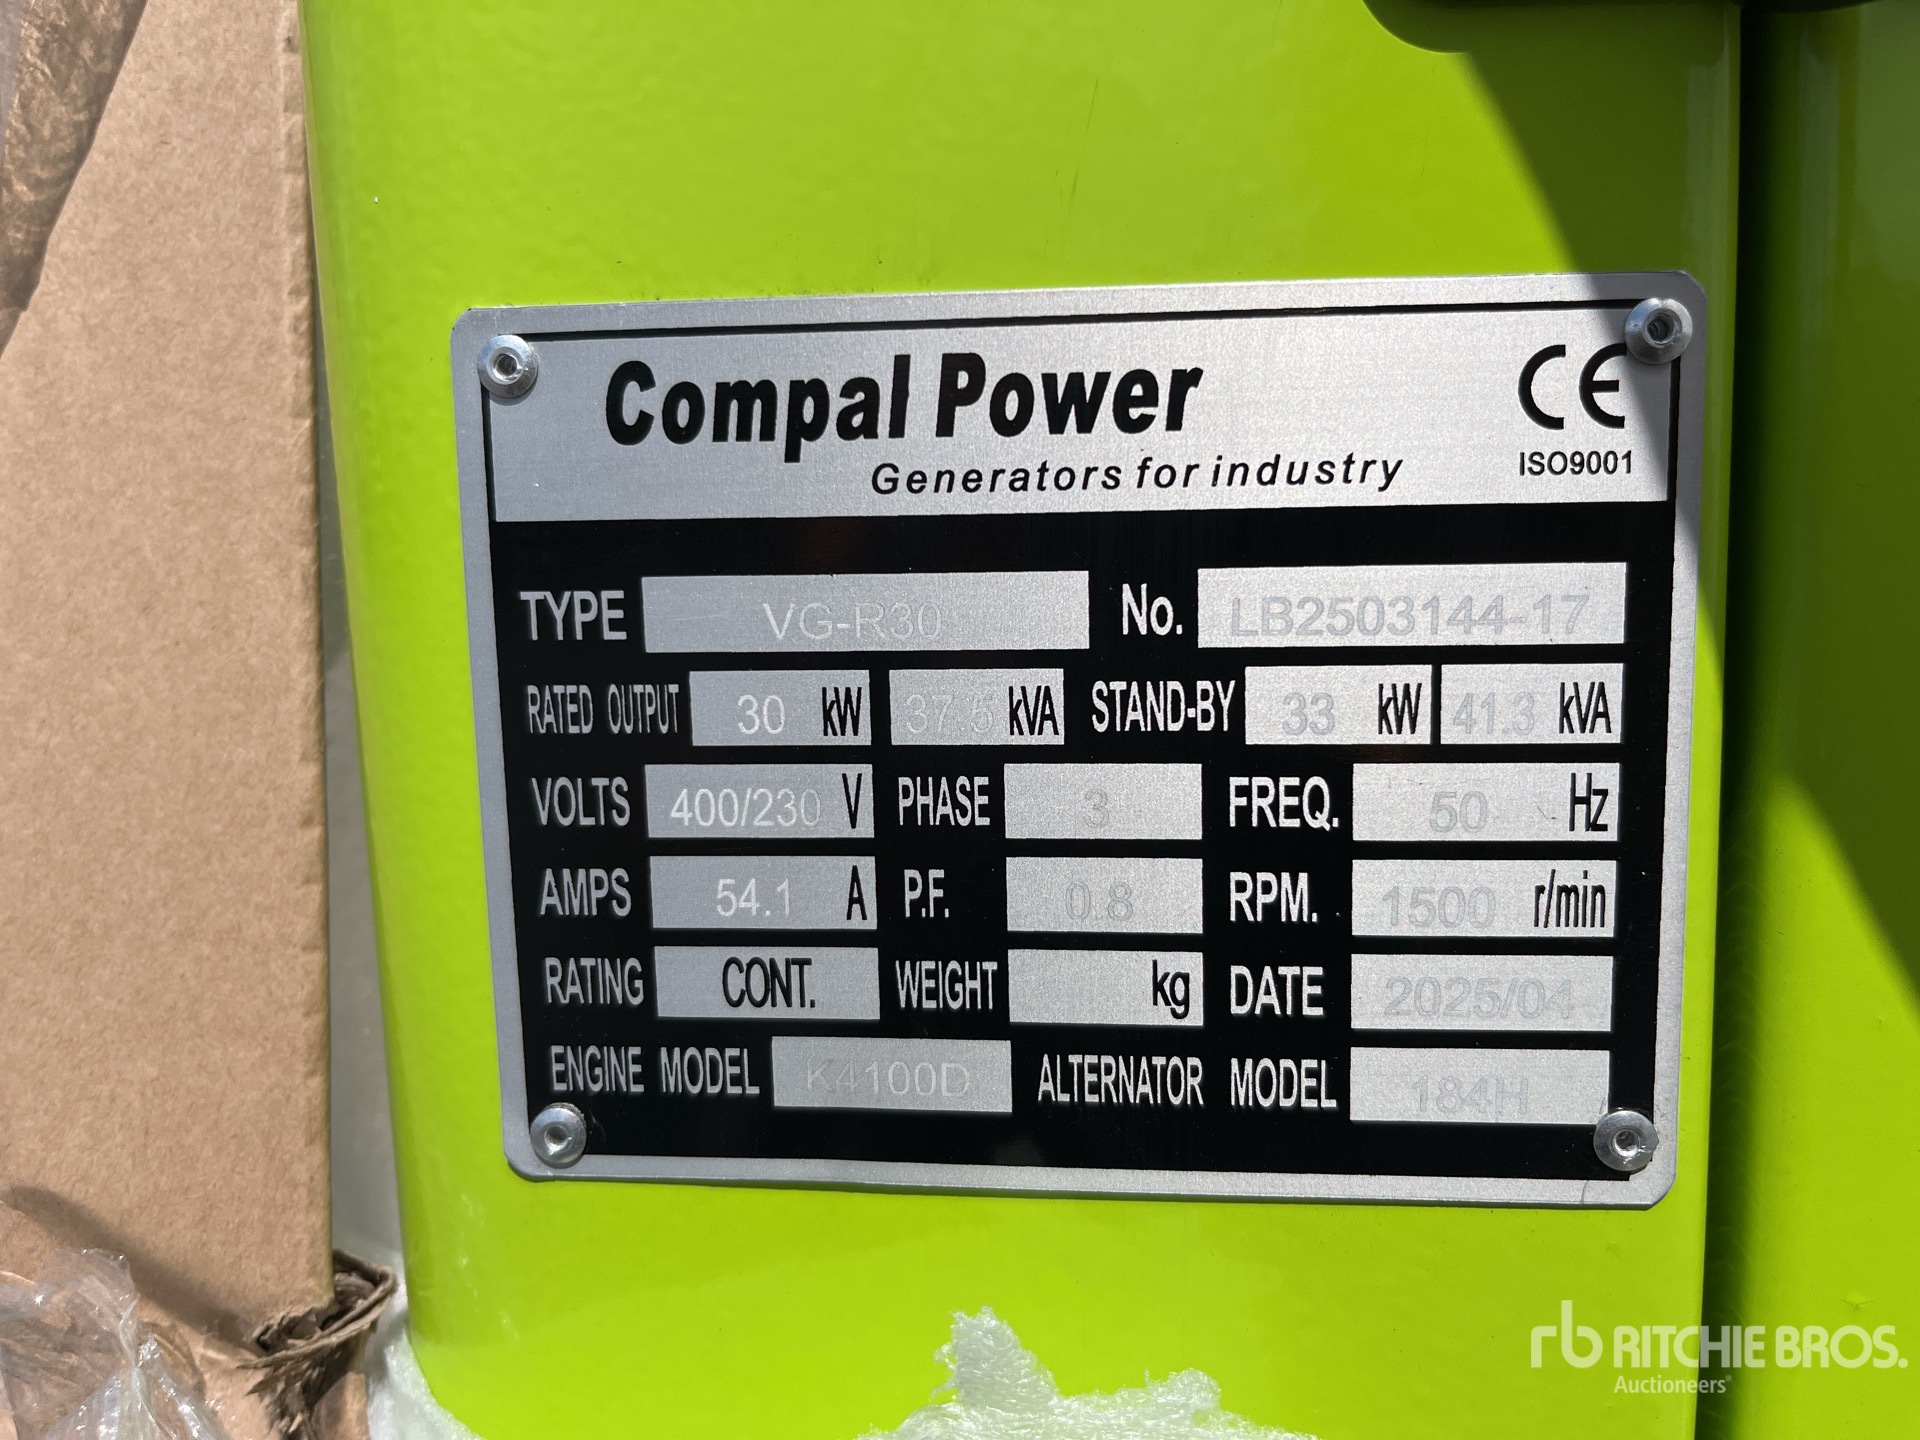 Compal Power
CE
Generators for industry
ISO9001
TYPE VG-R30 No. LB2503144-17
RATED OUTPUT 30 kW 37.5 kVA STAND-BY 33 kW 41.3 kVA
VOLTS 400/230 V PHASE 3 FREQ. 50 Hz
AMPS 54.1 A P.F. 0.8 RPM. 1500 r/min
RATING CONT. WEIGHT kg DATE 2025/04
ENGINE MODEL K4100D ALTERNATOR MODEL 184H
rb RITCHIE BROS.
Auctioneers